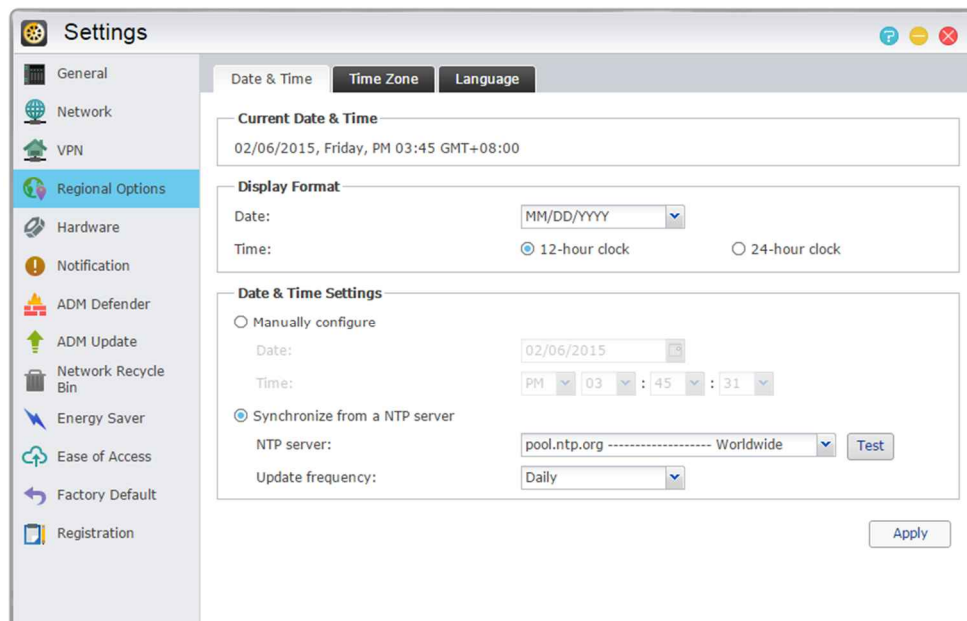 Settings
General
Network
VPN
Regional Options
Hardware
Notification
ADM Defender
ADM Update
Network Recycle
Bin
Energy Saver
Ease of Access
Factory Default
Registration
Date & Time
Time Zone
Language
Current Date & Time
02/06/2015, Friday, PM 03:45 GMT+08:00
Display Format
Date: MM/DD/YYYY
Time: 12-hour clock 24-hour clock
Date & Time Settings
Manually configure
Date: 02/06/2015
Time: PM 03 : 45 : 31
Synchronize from a NTP server
NTP server: pool.ntp.org ------------------- Worldwide Test
Update frequency: Daily
Apply